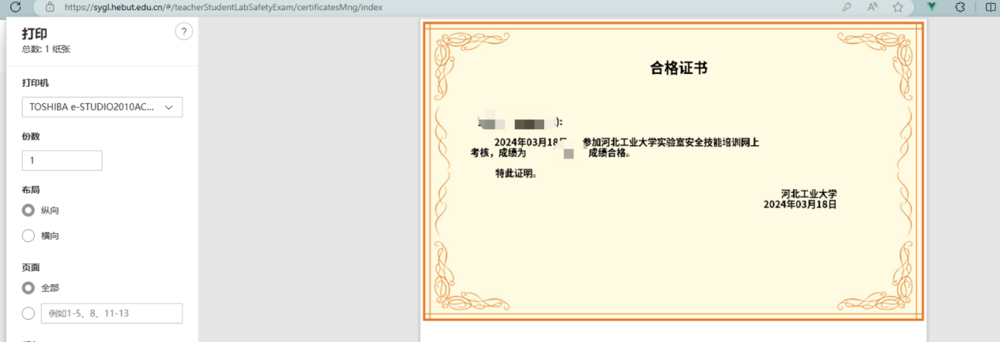 https://sygl.hebut.edu.cn/#/teacherStudentLabSafetyExam/certificatesMng/index
打印
?
总数: 1 纸张
打印机
TOSHIBA e-STUDIO2010AC...
份数
1
布局
纵向
横向
页面
全部
例如1-5、8、11-13
合格证书
):
2024年03月18日 参加河北工业大学实验室安全技能培训网上
考核，成绩为 成绩合格。
特此证明。
河北工业大学
2024年03月18日